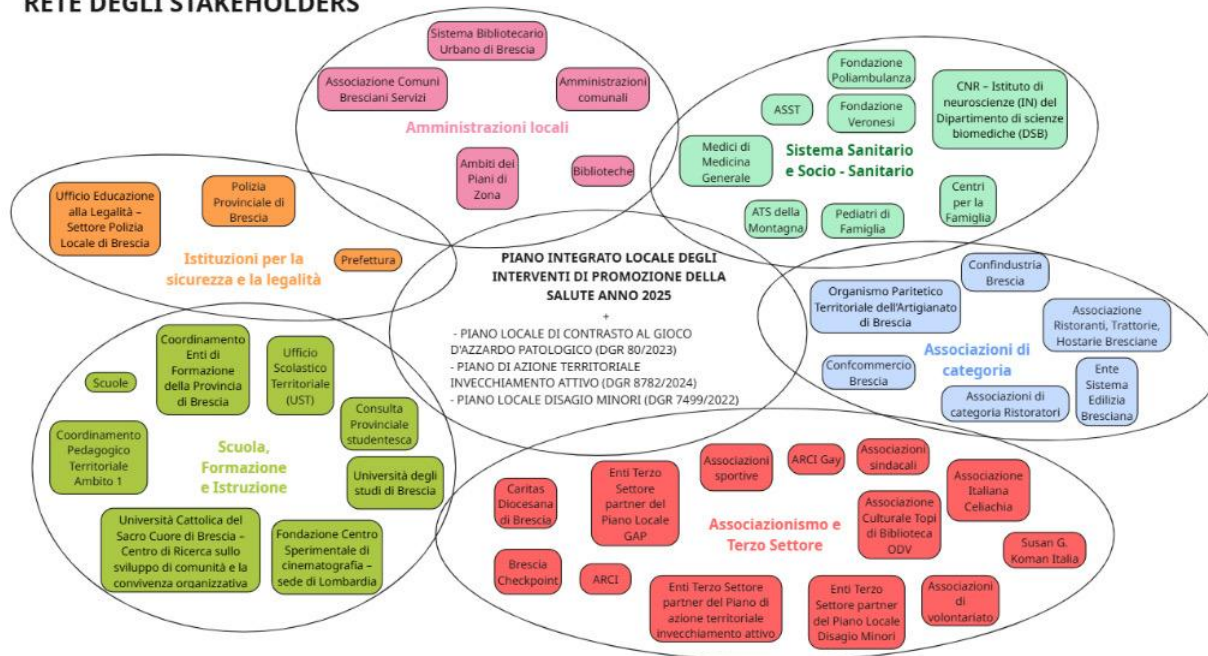 RETE DEGLI STAKEHOLDERS
Sistema Bibliotecario
Urbano di Brescia
Associazione Comuni
Bresciani Servizi
Amministrazioni
comunali
Amministrazioni locali
Ambiti dei
Piani di
Zona
Biblioteche
Fondazione
Poliambulanza
CNR – Istituto di
neuroscienze (IN) del
Dipartimento di scienze
biomediche (DSB)
ASST
Fondazione
Veronesi
Medici di
Medicina
Generale
Sistema Sanitario
e Socio - Sanitario
Centri
per la
Famiglia
ATS della
Montagna
Pediatri di
Famiglia
Ufficio Educazione
alla Legalità –
Settore Polizia
Locale di Brescia
Polizia
Provinciale di
Brescia
Istituzioni per la
sicurezza e la legalità
Prefettura
PIANO INTEGRATO LOCALE DEGLI
INTERVENTI DI PROMOZIONE DELLA
SALUTE ANNO 2025
+
- PIANO LOCALE DI CONTRASTO AL GIOCO
D'AZZARDO PATOLOGICO (DGR 80/2023)
- PIANO DI AZIONE TERRITORIALE
INVECCHIAMENTO ATTIVO (DGR 8782/2024)
- PIANO LOCALE DISAGIO MINORI (DGR 7499/2022)
Confindustria
Brescia
Organismo Paritetico
Territoriale dell'Artigianato
di Brescia
Associazione
Ristoranti, Trattorie,
Hostarie Bresciane
Associazioni di
categoria
Confcommercio
Brescia
Associazioni di
categoria Ristoratori
Ente
Sistema
Edilizia
Bresciana
Scuole
Coordinamento
Enti di
Formazione
della Provincia
di Brescia
Ufficio
Scolastico
Territoriale
(UST)
Consulta
Provinciale
studentesca
Coordinamento
Pedagogico
Territoriale
Ambito 1
Scuola,
Formazione
e Istruzione
Università degli
studi di Brescia
Università Cattolica del
Sacro Cuore di Brescia –
Centro di Ricerca sullo
sviluppo di comunità e la
convivenza organizzativa
Fondazione Centro
Sperimentale di
cinematografia –
sede di Lombardia
Caritas
Diocesana
di Brescia
Enti Terzo
Settore
partner del
Piano Locale
GAP
Associazioni
sportive
ARCI Gay
Associazioni
sindacali
Associazione
Italiana
Celiachia
Associazionismo e
Terzo Settore
Associazione
Culturale Topi
di Biblioteca
ODV
Susan G.
Koman Italia
Brescia
Checkpoint
ARCI
Enti Terzo Settore
partner del Piano di
azione territoriale
invecchiamento attivo
Enti Terzo
Settore partner
del Piano Locale
Disagio Minori
Associazioni
di
volontariato